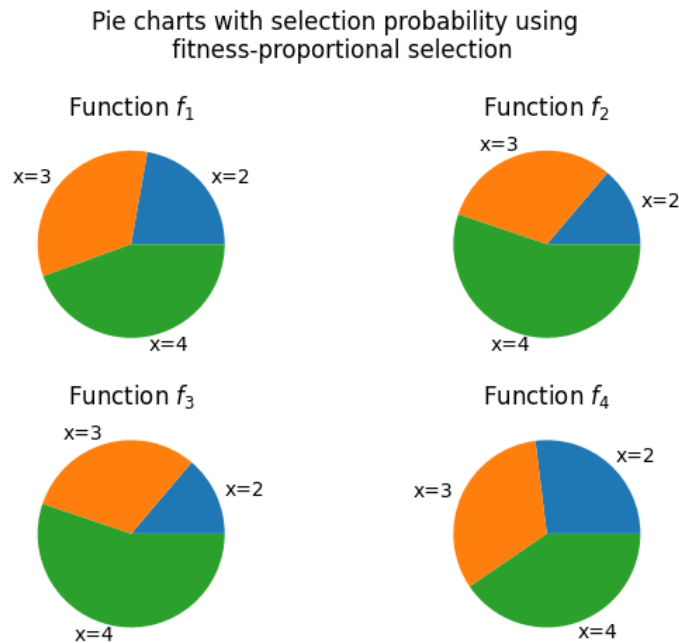 Pie charts with selection probability using
fitness-proportional selection
Function f₁
x=2
x=3
x=4
Function f₂
x=2
x=3
x=4
Function f₃
x=2
x=3
x=4
Function f₄
x=2
x=3
x=4